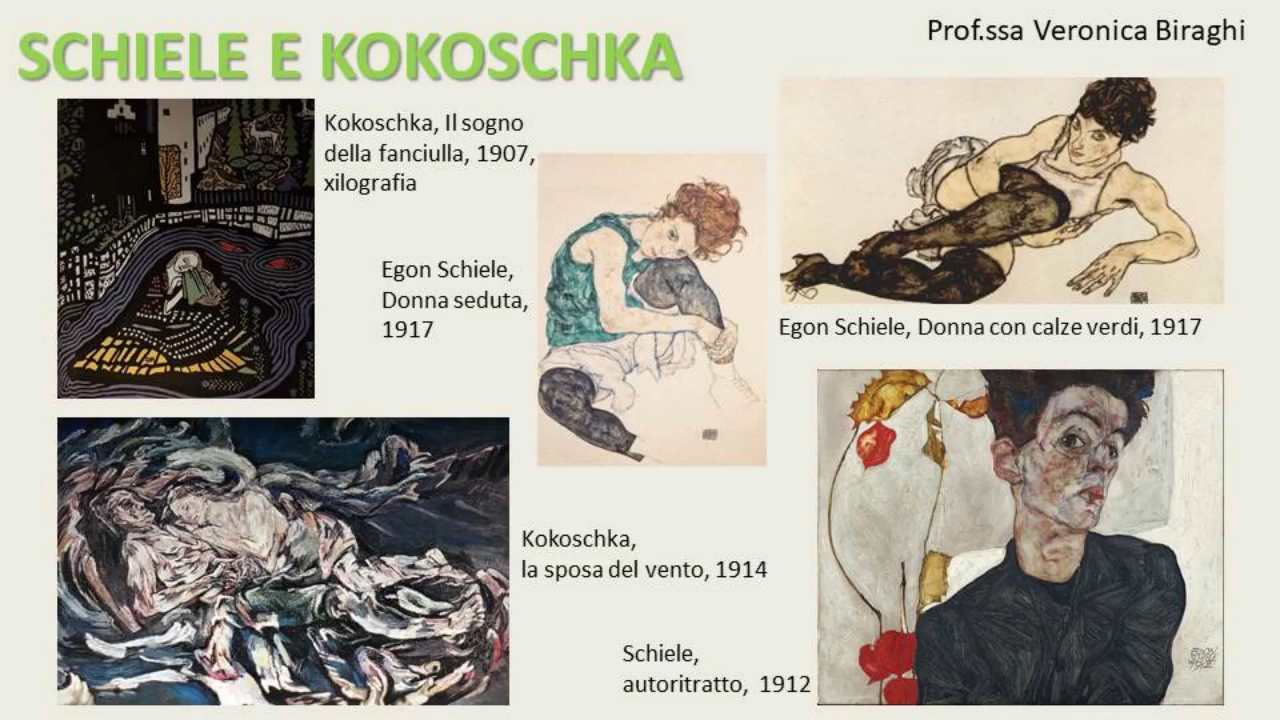 SCHIELE E KOKOSCHKA
Prof.ssa Veronica Biraghi
Kokoschka, Il sogno
della fanciulla, 1907,
xilografia
Egon Schiele,
Donna seduta,
1917
Egon Schiele, Donna con calze verdi, 1917
Kokoschka,
la sposa del vento, 1914
Schiele,
autoritratto, 1912